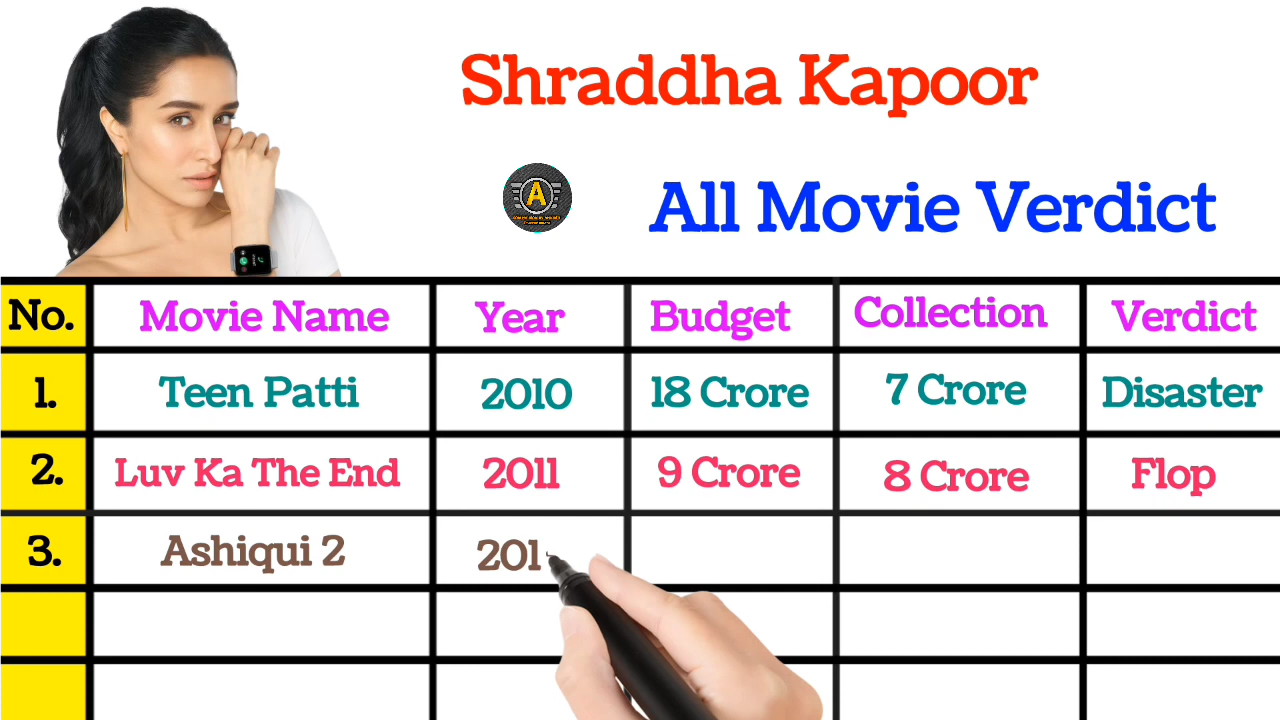 Shraddha Kapoor
A
All Movie Verdict
No. Movie Name Year Budget Collection Verdict
1. Teen Patti 2010 18 Crore 7 Crore Disaster
2. Luv Ka The End 2011 9 Crore 8 Crore Flop
3. Ashiqui 2 201